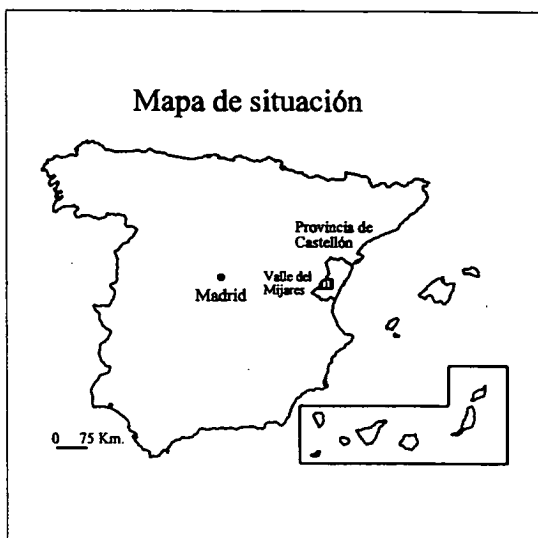 Mapa de situación
Provincia de
Castellón
Valle del
Mijares
Madrid
0 75 Km.